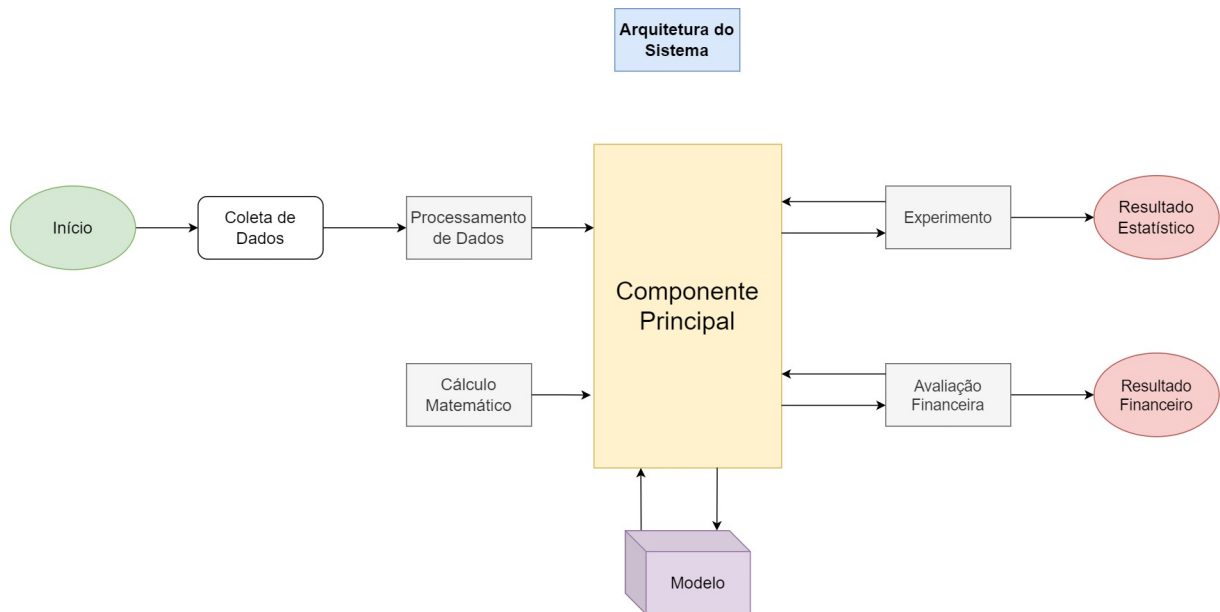 Arquitetura do
Sistema
Início
Coleta de
Dados
Processamento
de Dados
Componente
Principal
Experimento
Resultado
Estatístico
Cálculo
Matemático
Avaliação
Financeira
Resultado
Financeiro
Modelo